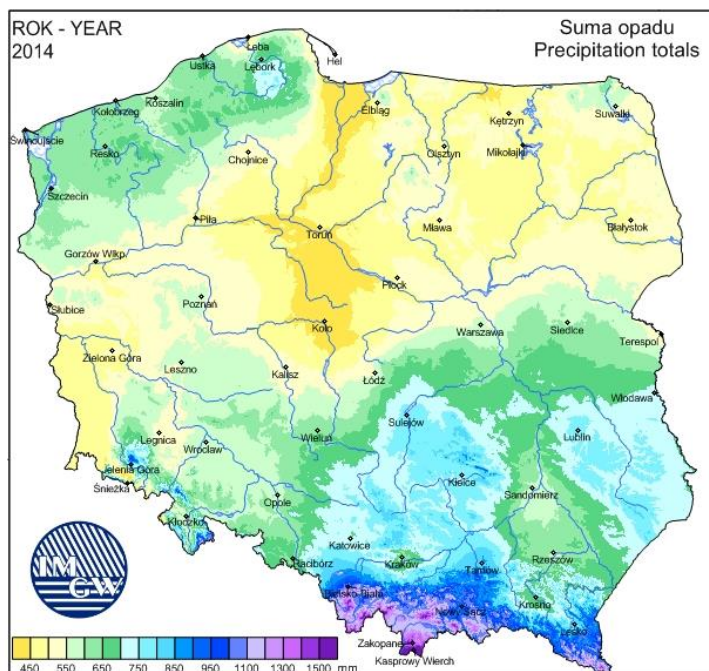 ROK - YEAR
2014
Suma opadu
Precipitation totals
Łeba
Hel
Ustka
Lębork
Koszalin
Kołobrzeg
Elbląg
Kętrzyn
Suwałki
Świnoujście
Resko
Chojnice
Olsztyn
Mikołajki
Szczecin
Piła
Toruń
Mława
Białystok
Gorzów Wlkp.
Płock
Słubice
Poznań
Koło
Warszawa
Siedlce
Terespol
Zielona Góra
Leszno
Kalisz
Łódź
Włodawa
Sulejów
Legnica
Wrocław
Wieluń
Lublin
Jelenia Góra
Śnieżka
Opole
Kielce
Sandomierz
Kłodzko
Katowice
Racibórz
Kraków
Tarnów
Rzeszów
Bielsko-Biała
Nowy Sącz
Krosno
Lesko
Zakopane
Kasprowy Wierch
IM
GW
450 550 650 750 850 950 1100 1300 1500 mm